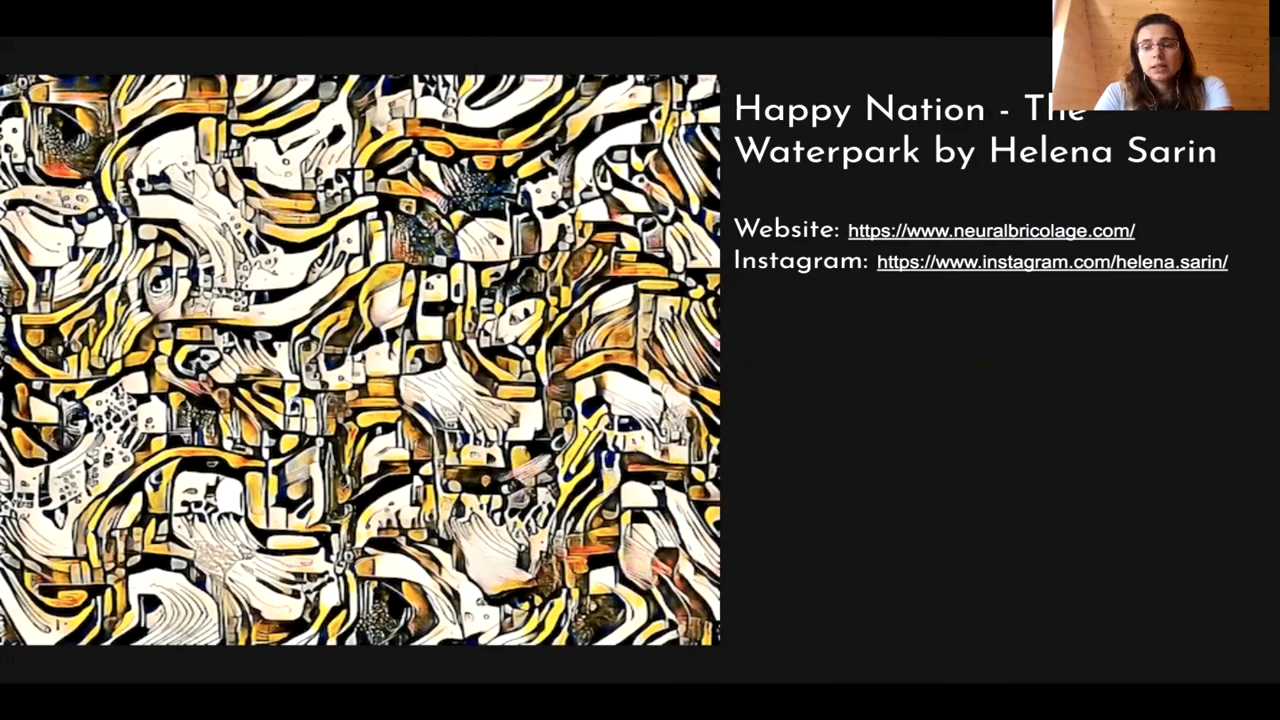 Happy Nation - The
Waterpark by Helena Sarin
Website: https://www.neuralbricolage.com/
Instagram: https://www.instagram.com/helena.sarin/